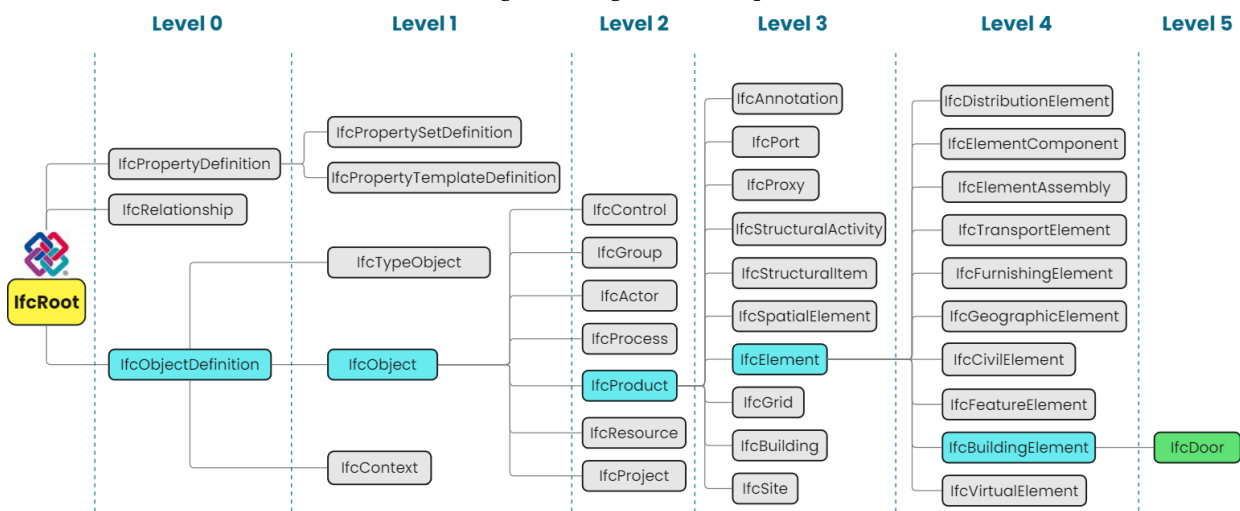 Level 0
Level 1
Level 2
Level 3
Level 4
Level 5
IfcRoot
IfcPropertyDefinition
IfcRelationship
IfcObjectDefinition
IfcPropertySetDefinition
IfcPropertyTemplateDefinition
IfcTypeObject
IfcObject
IfcContext
IfcControl
IfcGroup
IfcActor
IfcProcess
IfcProduct
IfcResource
IfcProject
IfcAnnotation
IfcPort
IfcProxy
IfcStructuralActivity
IfcStructuralItem
IfcSpatialElement
IfcElement
IfcGrid
IfcBuilding
IfcSite
IfcDistributionElement
IfcElementComponent
IfcElementAssembly
IfcTransportElement
IfcFurnishingElement
IfcGeographicElement
IfcCivilElement
IfcFeatureElement
IfcBuildingElement
IfcVirtualElement
IfcDoor